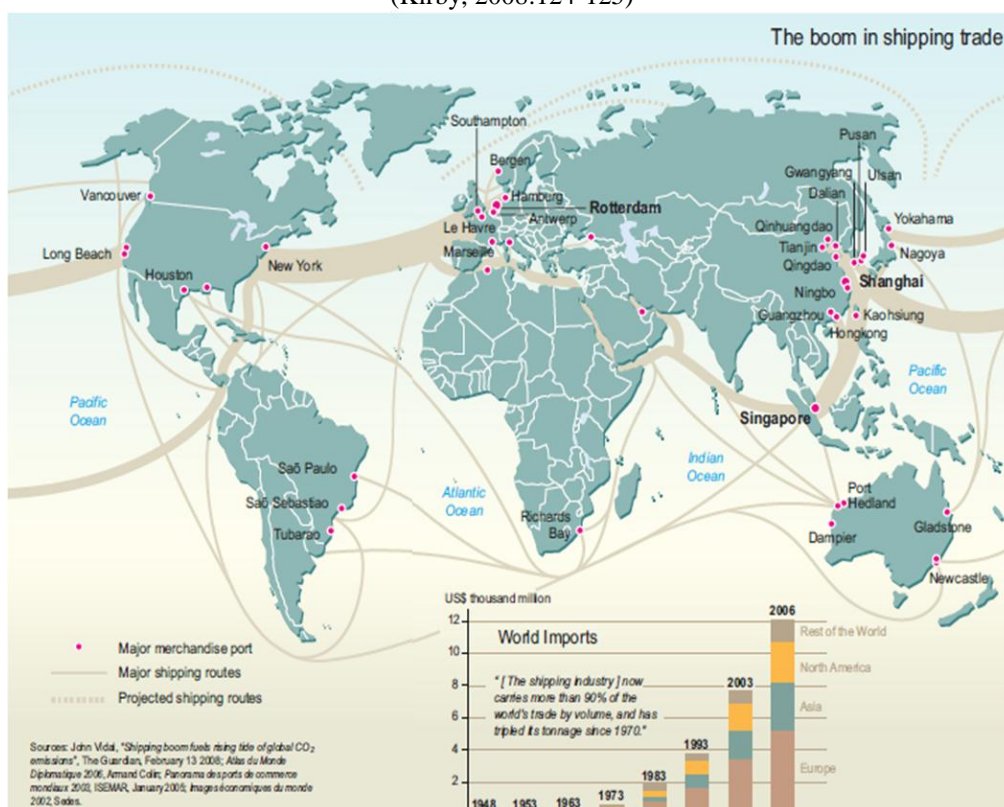 (Kirby, 2008:124-125)
The boom in shipping trade
Southampton
Pusan
Bergen
Gwangyang
Ulsan
Dalian
Vancouver
Hamburg
Rotterdam
Antwerp
Le Havre
Qinhuangdao
Yokahama
Long Beach
Marseille
Tianjin
Nagoya
New York
Qingdao
Houston
Shanghai
Ningbo
Guangzhou
Kaohsiung
Hongkong
Pacific
Ocean
Pacific
Ocean
Singapore
Indian
Ocean
Saõ Paulo
Atlantic
Ocean
Port
Hedland
Saõ Sebastiao
Richards
Bay
Gladstone
Tubarao
Dampier
Newcastle
US$ thousand million
12
10
8
6
4
2
World Imports
" [ The shipping industry ] now
carries more than 90% of the
world's trade by volume, and has
tripled its tonnage since 1970."
1948
1953
1963
1973
1983
1993
2003
2006
Rest of the World
North America
Asia
Europe
Major merchandise port
Major shipping routes
Projected shipping routes
Sources: John Vidal, "Shipping boom fuels rising tide of global CO₂
emissions", The Guardian, February 13 2008; Atlas du Monde
Diplomatique 2006, Armand Colin; Panorama des ports de commerce
mondiaux 2003, ISEMAR, January 2005; Images économiques du monde
2002, Sedes.